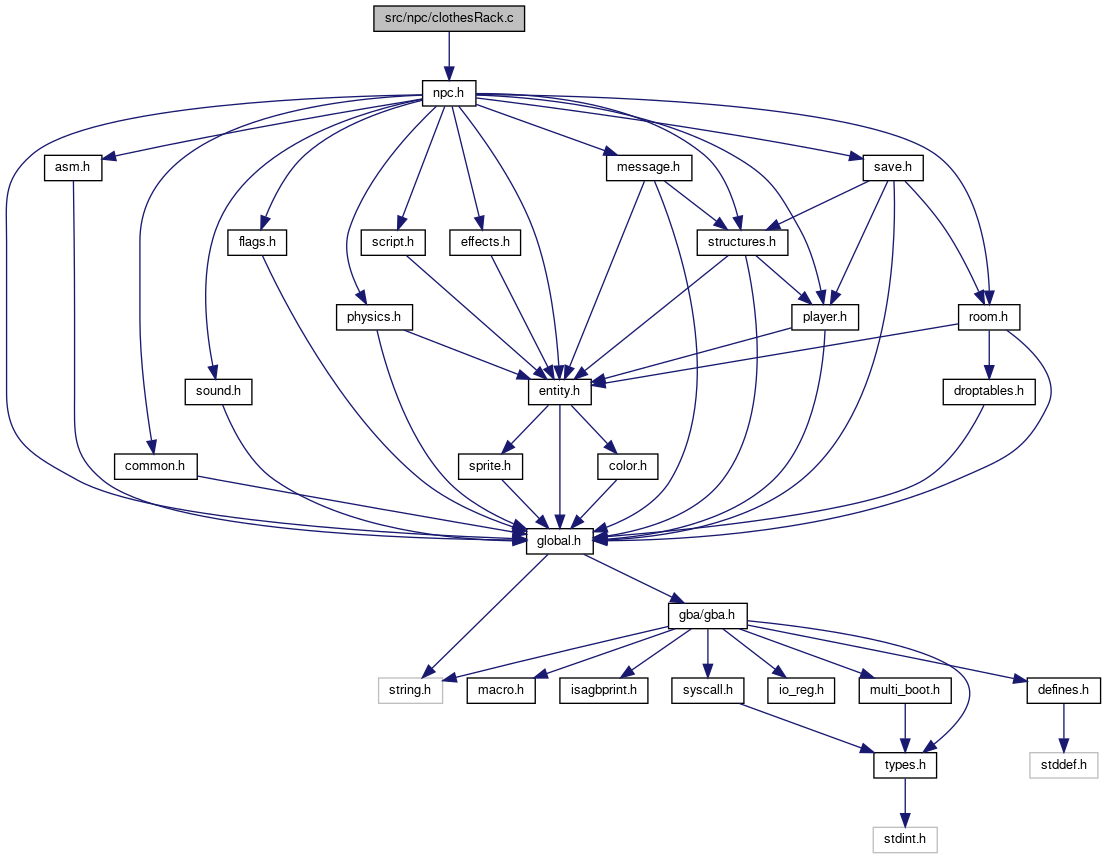 src/npc/clothesRack.c
npc.h
asm.h
message.h
save.h
flags.h
script.h
effects.h
structures.h
physics.h
player.h
room.h
sound.h
entity.h
droptables.h
common.h
sprite.h
color.h
global.h
gba/gba.h
string.h
macro.h
isagbprint.h
syscall.h
io_reg.h
multi_boot.h
defines.h
types.h
stddef.h
stdint.h